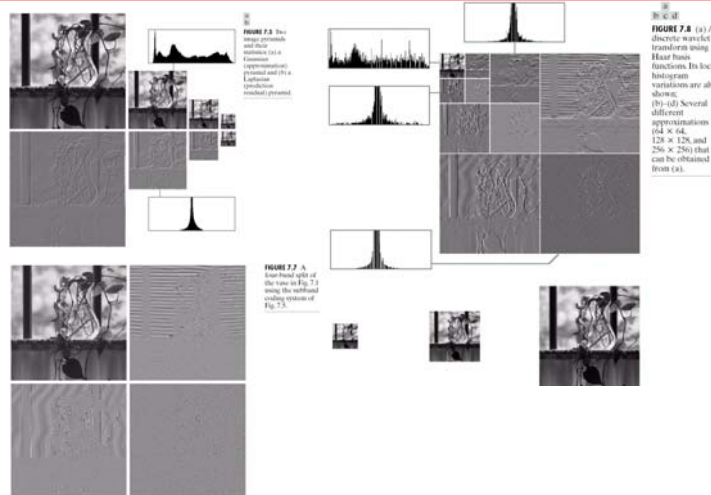 a
b
FIGURE 7.3 Two
image pyramids
and their
statistics: (a) a
Gaussian
(approximation)
pyramid and (b) a
Laplacian
(prediction
residual) pyramid.
a
b c d
FIGURE 7.8 (a) A
discrete wavelet
transform using
Haar basis
functions. Its loc
histogram
variations are als
shown;
(b)–(d) Several
different
approximations
(64 × 64,
128 × 128, and
256 × 256) that
can be obtained
from (a).
FIGURE 7.7 A
four-band split of
the vase in Fig. 7.1
using the subband
coding system of
Fig. 7.5.